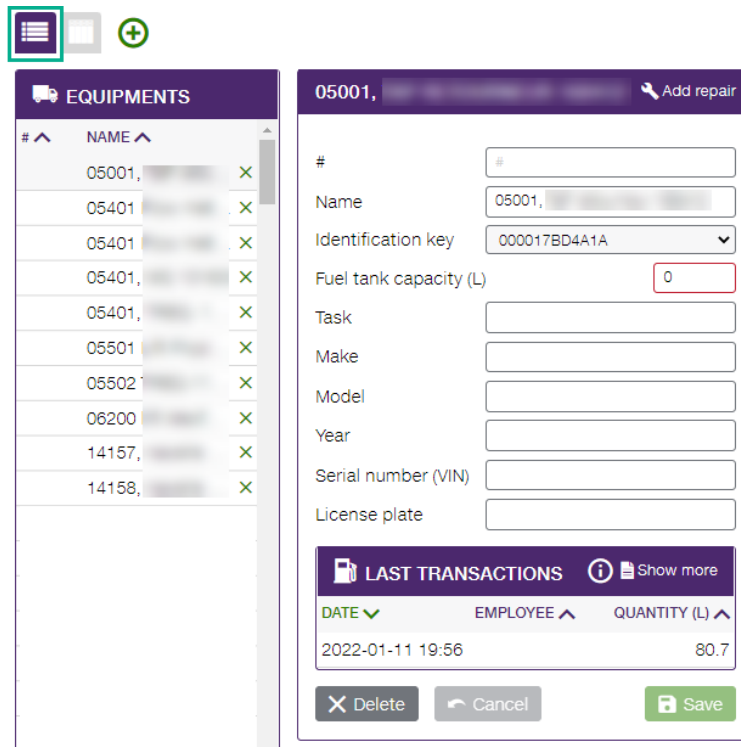 EQUIPMENTS
# NAME
05001,
05401
05401
05401,
05401,
05501
05502
06200
14157,
14158,
05001,
Add repair
#
#
Name
05001,
Identification key
000017BD4A1A
Fuel tank capacity (L)
0
Task
Make
Model
Year
Serial number (VIN)
License plate
LAST TRANSACTIONS
Show more
DATE EMPLOYEE QUANTITY (L)
2022-01-11 19:56 80.7
Delete
Cancel
Save